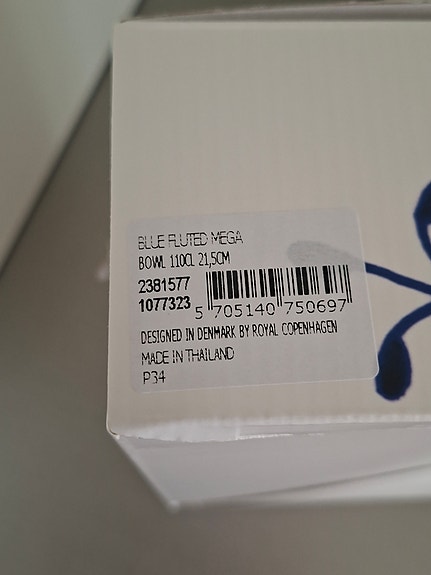 BLUE FLUTED MEGA
BOWL 110CL 21,5CM
2381577
1077323
5 705140 750697
DESIGNED IN DENMARK BY ROYAL COPENHAGEN
MADE IN THAILAND
P34